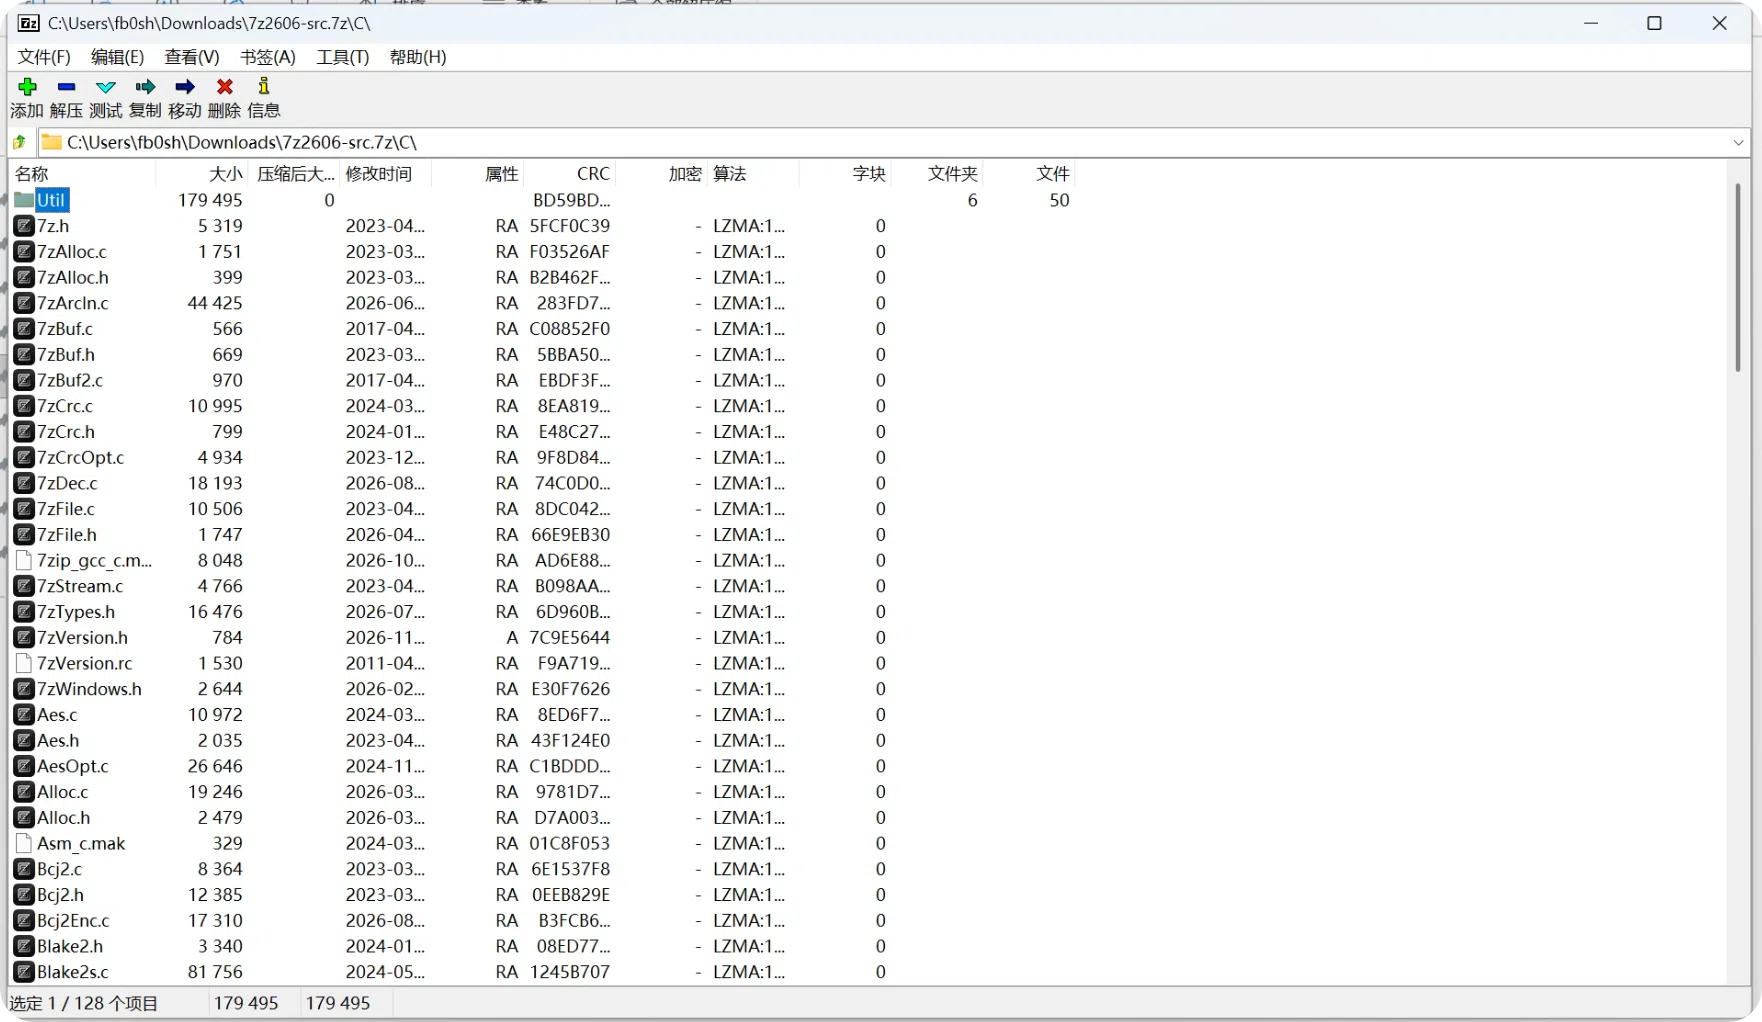 C:\Users\fb0sh\Downloads\7z2606-src.7z\C\
文件(F) 编辑(E) 查看(V) 书签(A) 工具(T) 帮助(H)
添加 解压 测试 复制 移动 删除 信息
C:\Users\fb0sh\Downloads\7z2606-src.7z\C\
名称 大小 压缩后大... 修改时间 属性 CRC 加密 算法 字块 文件夹 文件
Util 179 495 0 BD59BD... 6 50
7z.h 5 319 2023-04... RA 5FCF0C39 - LZMA:1... 0
7zAlloc.c 1 751 2023-03... RA F03526AF - LZMA:1... 0
7zAlloc.h 399 2023-03... RA B2B462F... - LZMA:1... 0
7zArcIn.c 44 425 2026-06... RA 283FD7... - LZMA:1... 0
7zBuf.c 566 2017-04... RA C08852F0 - LZMA:1... 0
7zBuf.h 669 2023-03... RA 5BBA50... - LZMA:1... 0
7zBuf2.c 970 2017-04... RA EBDF3F... - LZMA:1... 0
7zCrc.c 10 995 2024-03... RA 8EA819... - LZMA:1... 0
7zCrc.h 799 2024-01... RA E48C27... - LZMA:1... 0
7zCrcOpt.c 4 934 2023-12... RA 9F8D84... - LZMA:1... 0
7zDec.c 18 193 2026-08... RA 74C0D0... - LZMA:1... 0
7zFile.c 10 506 2023-04... RA 8DC042... - LZMA:1... 0
7zFile.h 1 747 2026-04... RA 66E9EB30 - LZMA:1... 0
7zip_gcc_c.m... 8 048 2026-10... RA AD6E88... - LZMA:1... 0
7zStream.c 4 766 2023-04... RA B098AA... - LZMA:1... 0
7zTypes.h 16 476 2026-07... RA 6D960B... - LZMA:1... 0
7zVersion.h 784 2026-11... A 7C9E5644 - LZMA:1... 0
7zVersion.rc 1 530 2011-04... RA F9A719... - LZMA:1... 0
7zWindows.h 2 644 2026-02... RA E30F7626 - LZMA:1... 0
Aes.c 10 972 2024-03... RA 8ED6F7... - LZMA:1... 0
Aes.h 2 035 2023-04... RA 43F124E0 - LZMA:1... 0
AesOpt.c 26 646 2024-11... RA C1BDDD... - LZMA:1... 0
Alloc.c 19 246 2026-03... RA 9781D7... - LZMA:1... 0
Alloc.h 2 479 2026-03... RA D7A003... - LZMA:1... 0
Asm_c.mak 329 2024-03... RA 01C8F053 - LZMA:1... 0
Bcj2.c 8 364 2023-03... RA 6E1537F8 - LZMA:1... 0
Bcj2.h 12 385 2023-03... RA 0EEB829E - LZMA:1... 0
Bcj2Enc.c 17 310 2026-08... RA B3FCB6... - LZMA:1... 0
Blake2.h 3 340 2024-01... RA 08ED77... - LZMA:1... 0
Blake2s.c 81 756 2024-05... RA 1245B707 - LZMA:1... 0
选定 1 / 128 个项目 179 495 179 495